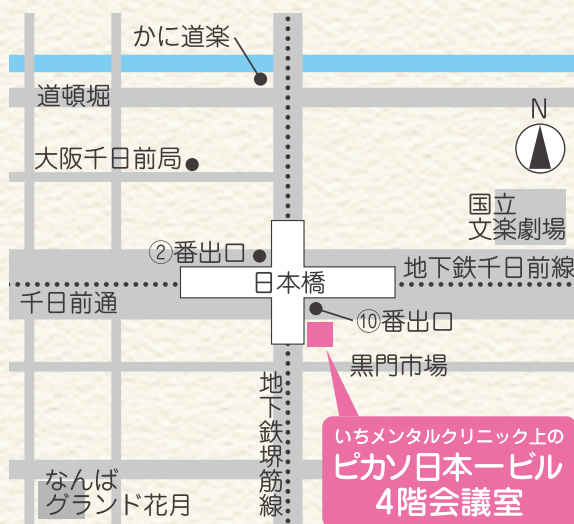 かに道楽
道頓堀
N
大阪千日前局
国立
文楽劇場
②番出口
地下鉄千日前線
日本橋
千日前通
⑩番出口
黒門市場
地下鉄堺筋線
いちメンタルクリニック上の
ピカソ日本一ビル
4階会議室
なんば
グランド花月